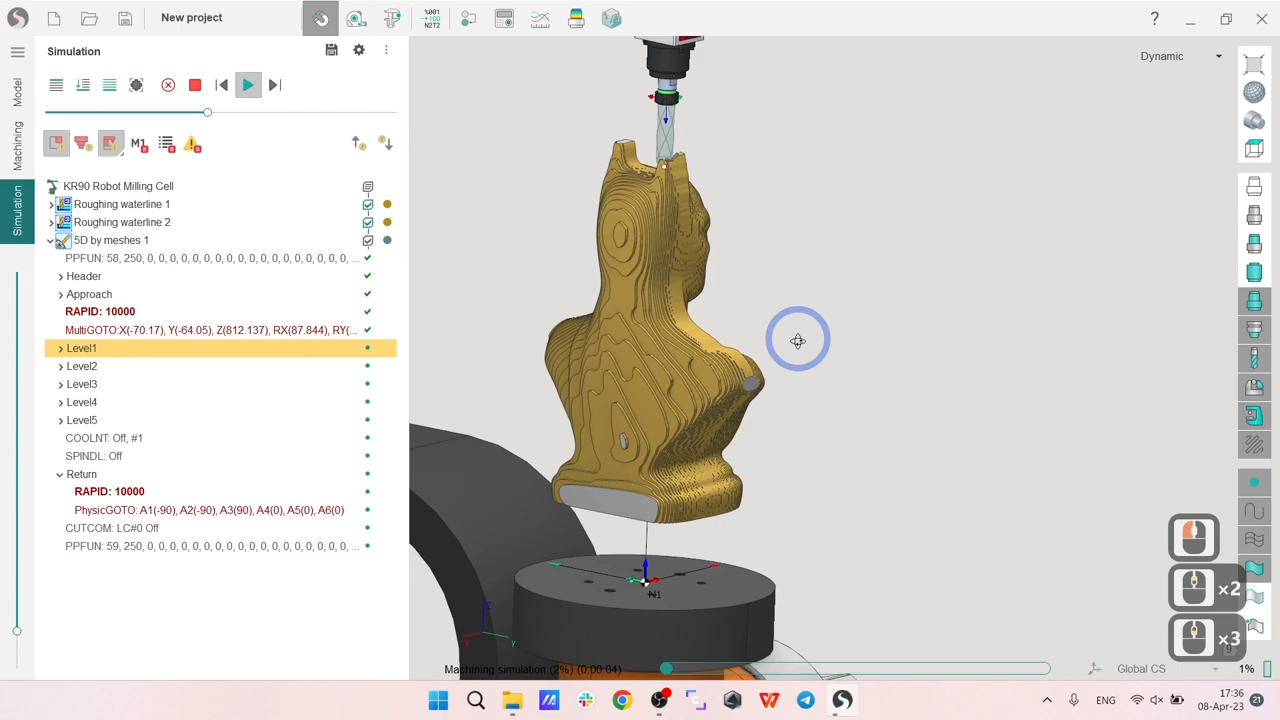 New project
%001
→1GO
N2T2
?
Model
Machining
Simulation
Simulation
M1
KR90 Robot Milling Cell
Roughing waterline 1
Roughing waterline 2
5D by meshes 1
PPFUN: 58, 250, 0, 0, 0, 0, 0, 0, 0, 0, 0, 0, 0, 0, 0, 0, ...
Header
Approach
RAPID: 10000
MultiGOTO:X(-70.17), Y(-64.05), Z(812.137), RX(87.844), RY(...
Level1
Level2
Level3
Level4
Level5
COOLNT: Off, #1
SPINDL: Off
Return
RAPID: 10000
PhysicGOTO: A1(-90), A2(-90), A3(90), A4(0), A5(0), A6(0)
CUTCOM: LC#0 Off
PPFUN: 59, 250, 0, 0, 0, 0, 0, 0, 0, 0, 0, 0, 0, 0, 0, 0, ...
Dynamic
N1
Z
X
Y
×2
×3
Machining simulation (2%) (0:00:04)
Global CS
1%
ENG
17:36
08-Apr-23
21